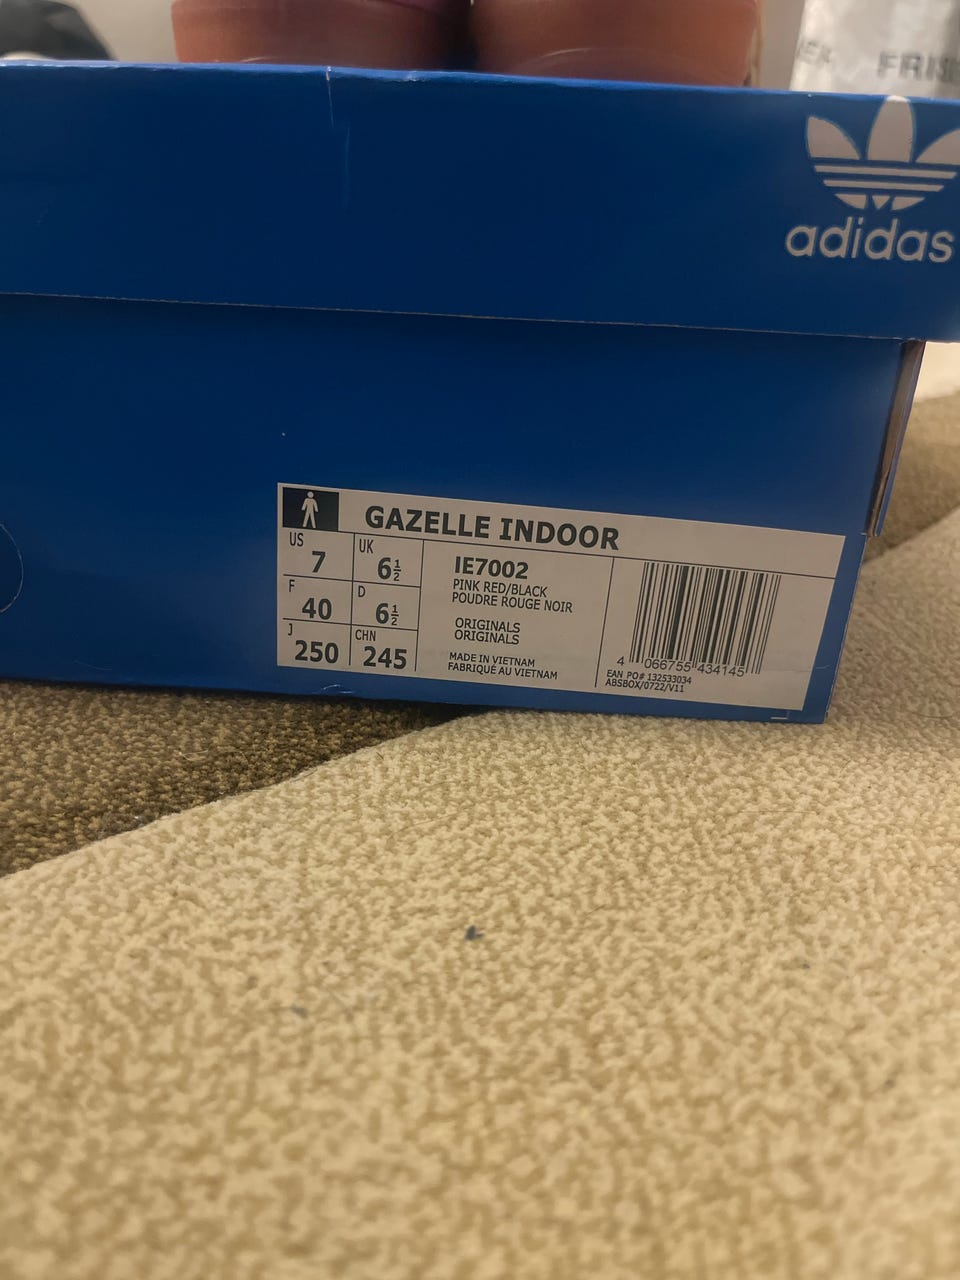 FRIS
adidas
GAZELLE INDOOR
US 7
UK 6½
F 40
D 6½
J 250
CHN 245
IE7002
PINK RED/BLACK
POUDRE ROUGE NOIR
ORIGINALS
ORIGINALS
MADE IN VIETNAM
FABRIQUÉ AU VIETNAM
4 066755 434145
EAN PO# 132533034
ABSBOX/0722/V11